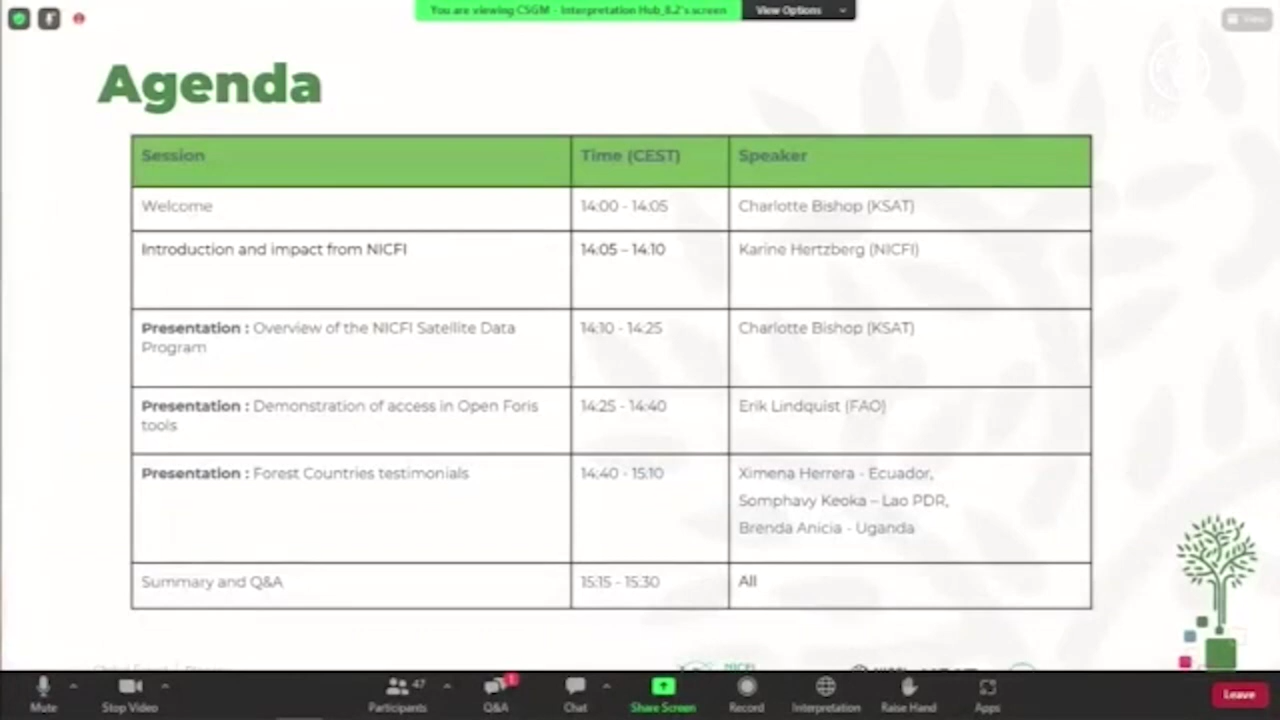 You are viewing CSGM - Interpretation Hub_8.2's screen
View Options
View
Agenda
Session
Time (CEST)
Speaker
Welcome
14:00 - 14:05
Charlotte Bishop (KSAT)
Introduction and impact from NICFI
14:05 – 14:10
Karine Hertzberg (NICFI)
Presentation : Overview of the NICFI Satellite Data
Program
14:10 - 14:25
Charlotte Bishop (KSAT)
Presentation : Demonstration of access in Open Foris
tools
14:25 - 14:40
Erik Lindquist (FAO)
Presentation : Forest Countries testimonials
14:40 - 15:10
Ximena Herrera - Ecuador,
Somphavy Keoka – Lao PDR,
Brenda Anicia - Uganda
Summary and Q&A
15:15 - 15:30
All
NICFI
Mute
Stop Video
47
Participants
1
Q&A
Chat
Share Screen
Record
Interpretation
Raise Hand
Apps
Leave